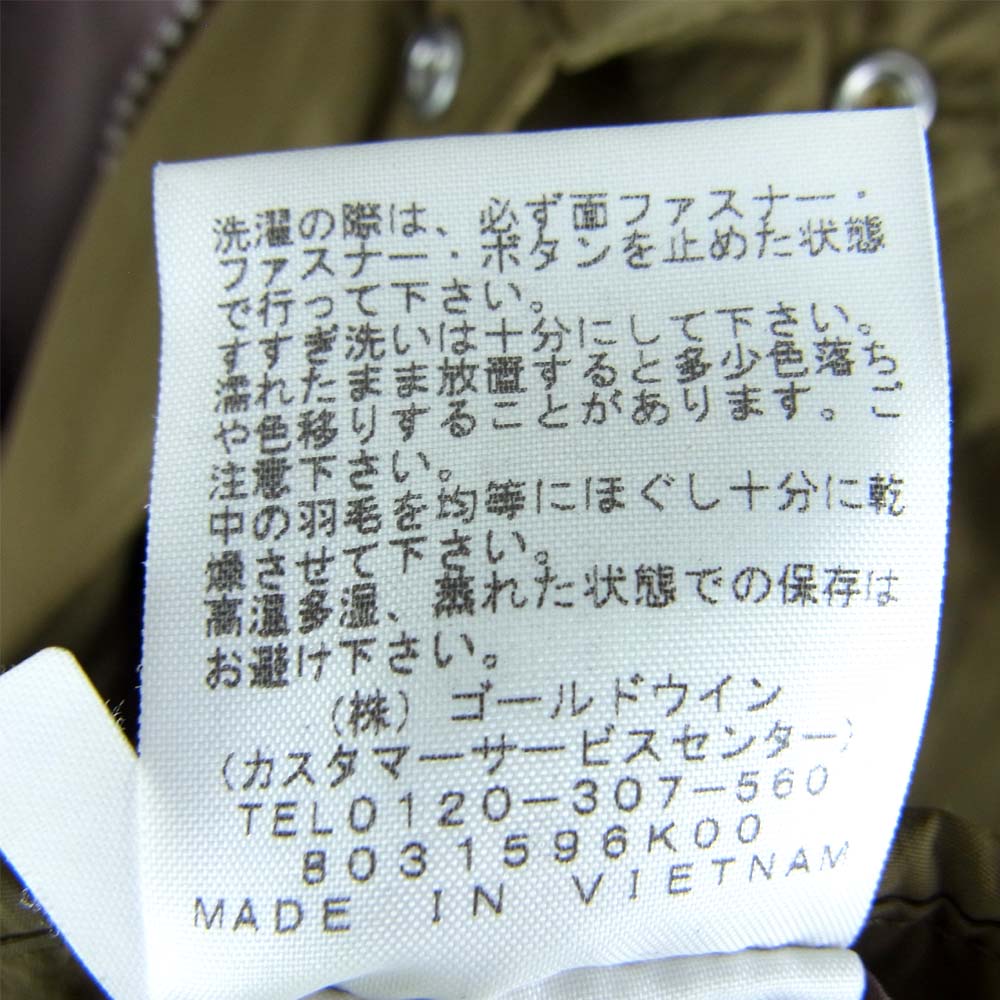 洗濯の際は、必ず面ファスナー・
ファスナー・ボタンを止めた状態
で行って下さい。
すすぎ洗いは十分にして下さい。
濡れたまま放置すると多少色落ち
や色移りすることがあります。ご
注意下さい。
中の羽毛を均等にほぐし十分に乾
燥させて下さい。
高温多湿、蒸れた状態での保存は
お避け下さい。
(株) ゴールドウイン
(カスタマーサービスセンター)
TEL0120-307-560
8031596K00
MADE IN VIETNAM